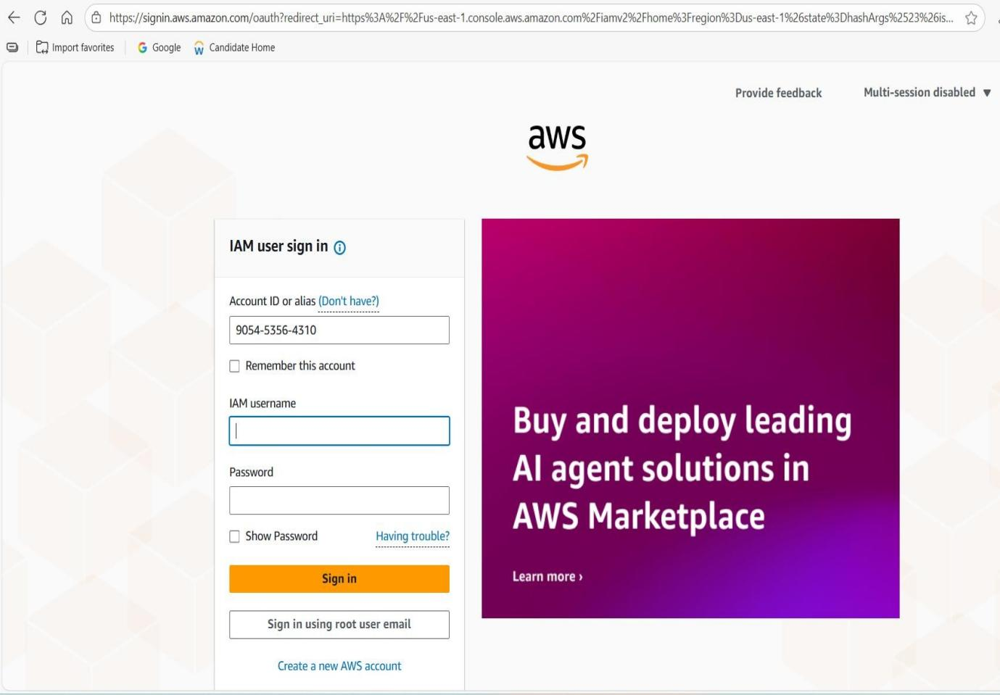 https://signin.aws.amazon.com/oauth?redirect_uri=https%3A%2F%2Fus-east-1.console.aws.amazon.com%2Fiamv2%2Fhome%3Fregion%3Dus-east-1%26state%3DhashArgs%2523%26is...
Import favorites
Google
Candidate Home
Provide feedback
Multi-session disabled ▼
aws
IAM user sign in
Account ID or alias (Don't have?)
9054-5356-4310
Remember this account
IAM username
Password
Show Password
Having trouble?
Sign in
Sign in using root user email
Create a new AWS account
Buy and deploy leading
AI agent solutions in
AWS Marketplace
Learn more ›